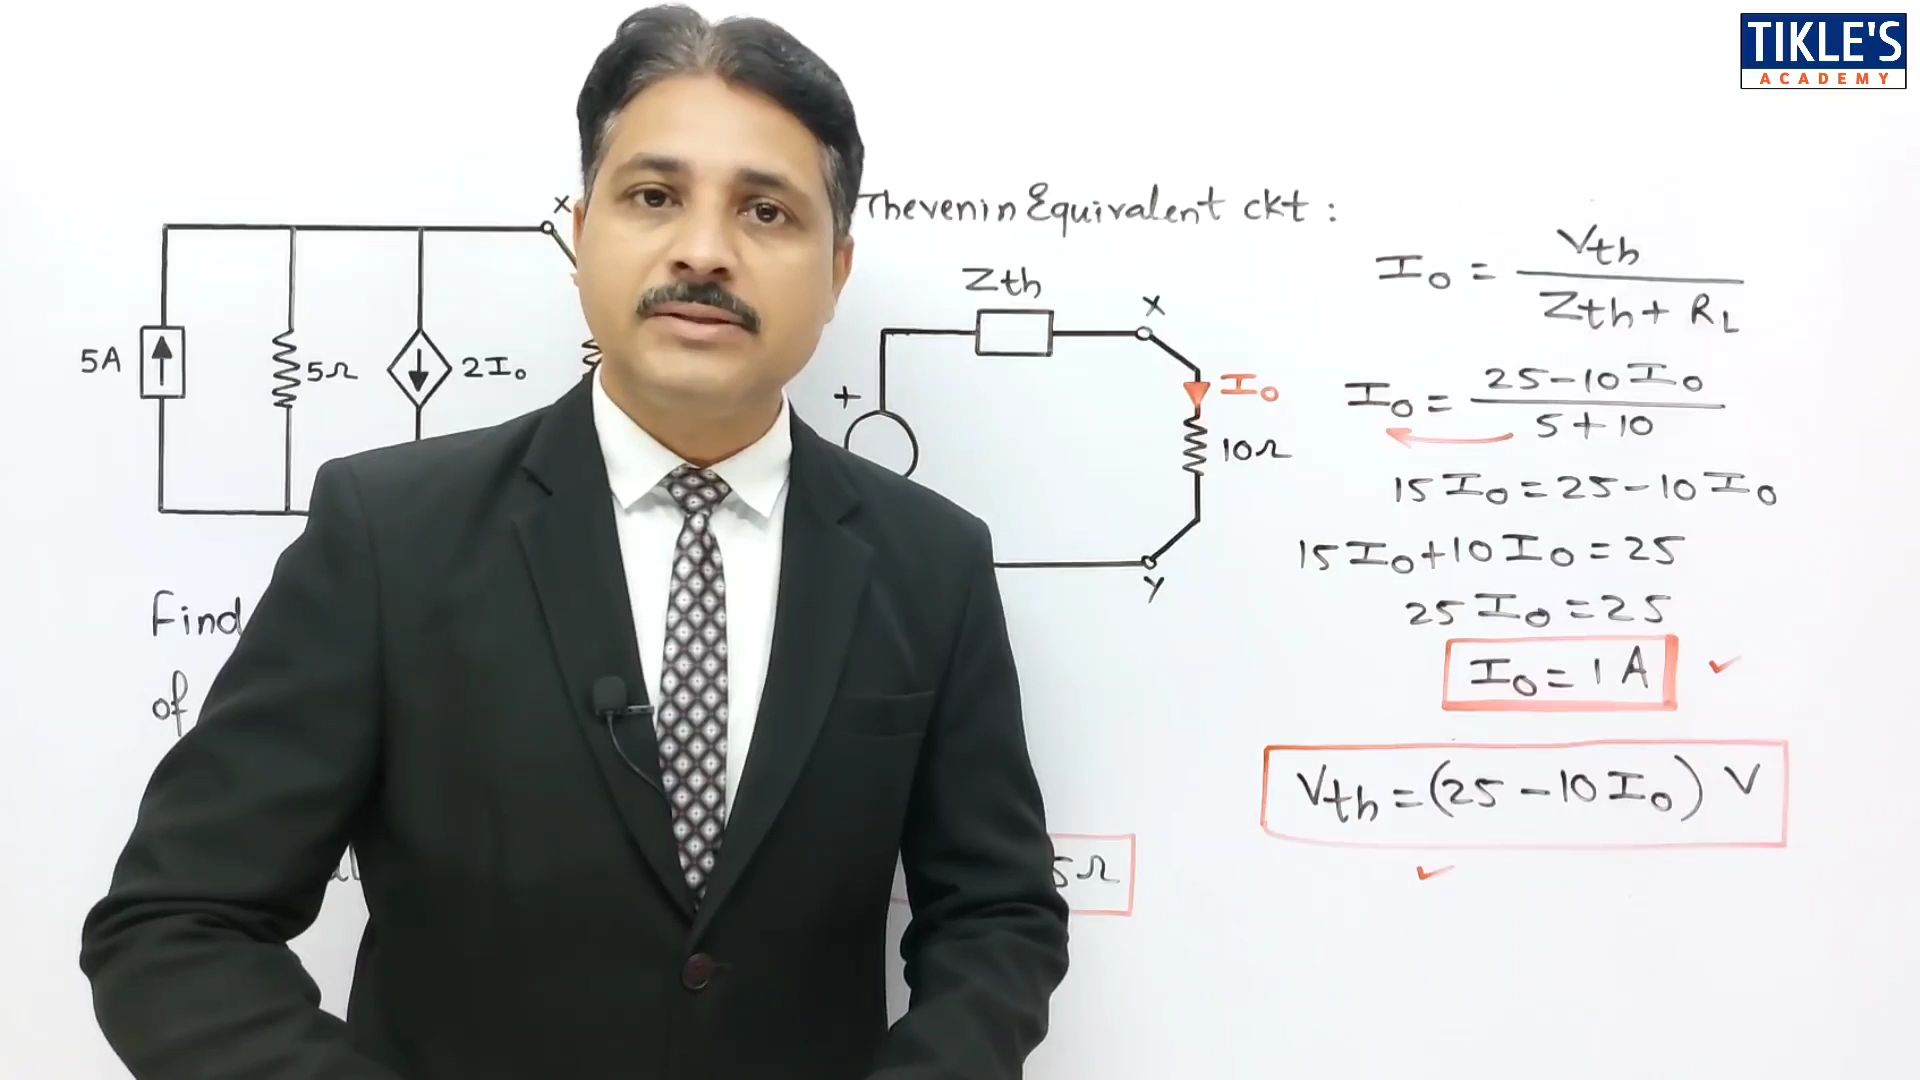 TIKLE'S
ACADEMY
X
5A
5Ω
2I₀
Find
of
Thevenin Equivalent ckt :
Zth
X
+
I₀
10Ω
Y
5Ω
I₀ = Vth / Zth + RL
I₀ = 25-10I₀ / 5+10
15I₀ = 25-10I₀
15I₀+10I₀ = 25
25I₀ = 25
I₀ = 1 A ✓
Vth = (25 - 10I₀) V
✓